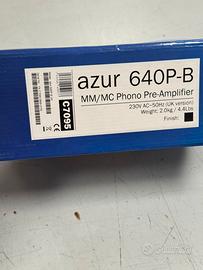 azur 640P-B
MM/MC Phono Pre-Amplifier
230V AC~50Hz (UK version)
Weight: 2.0kg / 4.4Lbs
Finish:
C7095
subito